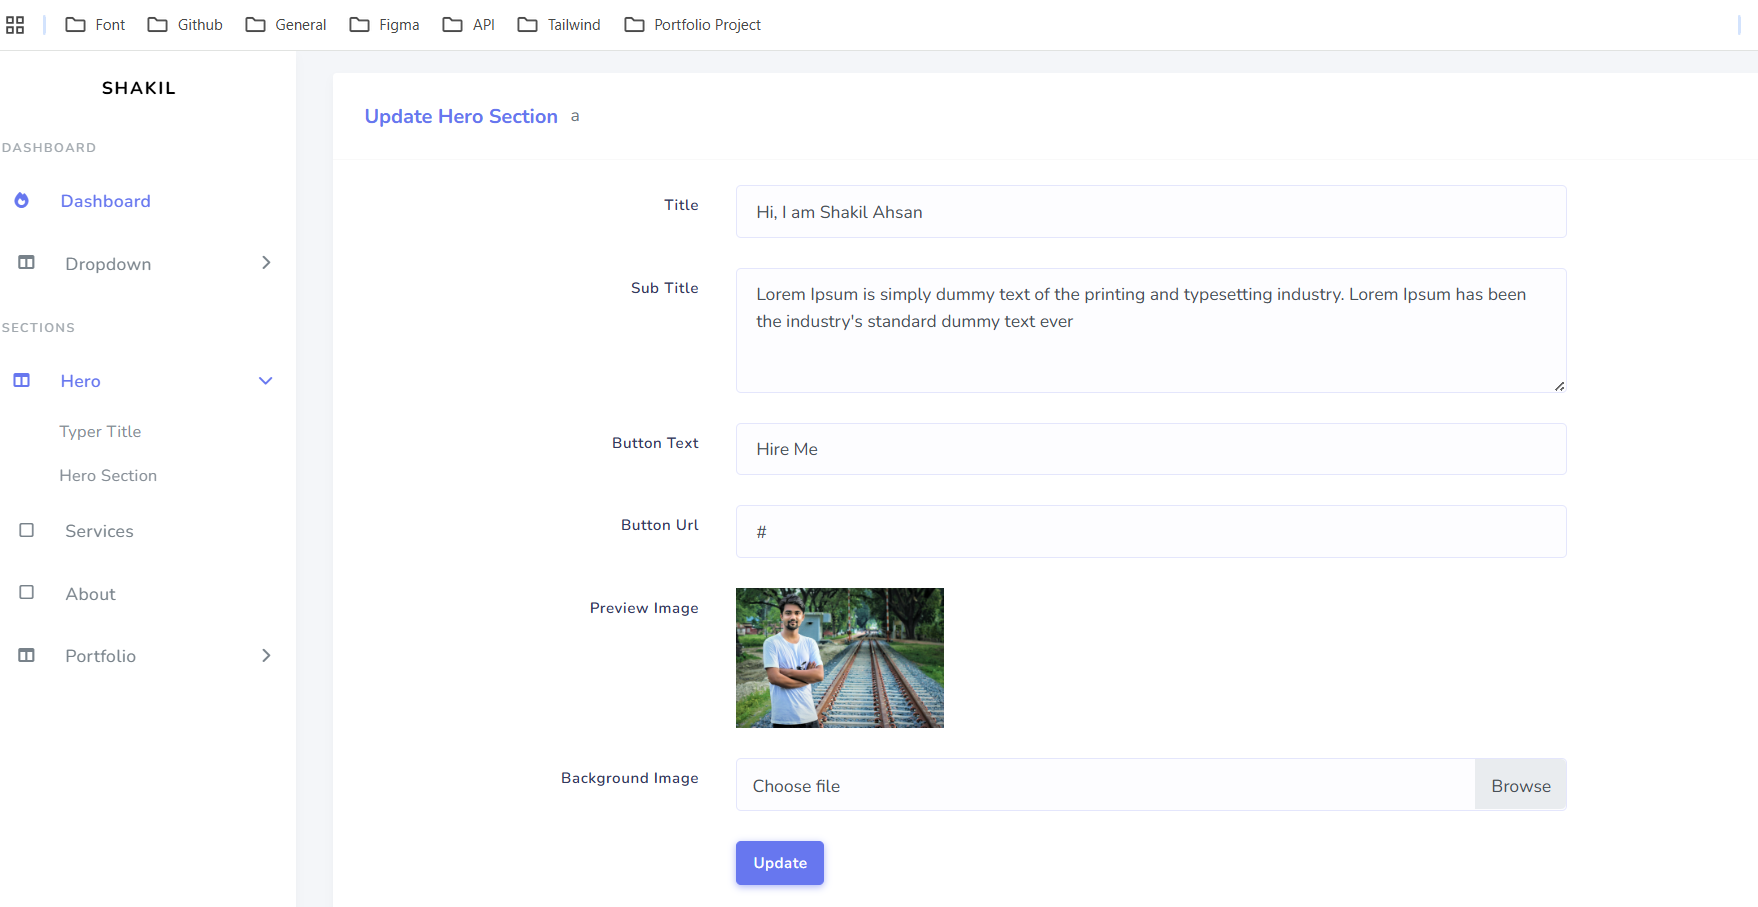 Font Github General Figma API Tailwind Portfolio Project
SHAKIL
DASHBOARD
Dashboard
Dropdown
SECTIONS
Hero
Typer Title
Hero Section
Services
About
Portfolio
Update Hero Section a
Title
Hi, I am Shakil Ahsan
Sub Title
Lorem Ipsum is simply dummy text of the printing and typesetting industry. Lorem Ipsum has been
the industry's standard dummy text ever
Button Text
Hire Me
Button Url
#
Preview Image
Background Image
Choose file Browse
Update